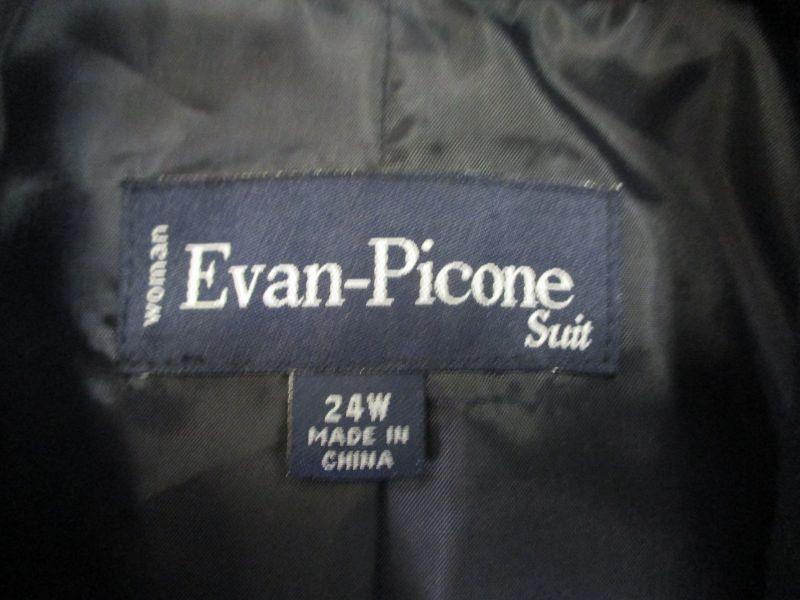 woman
Evan-Picone
Suit
24W
MADE IN
CHINA